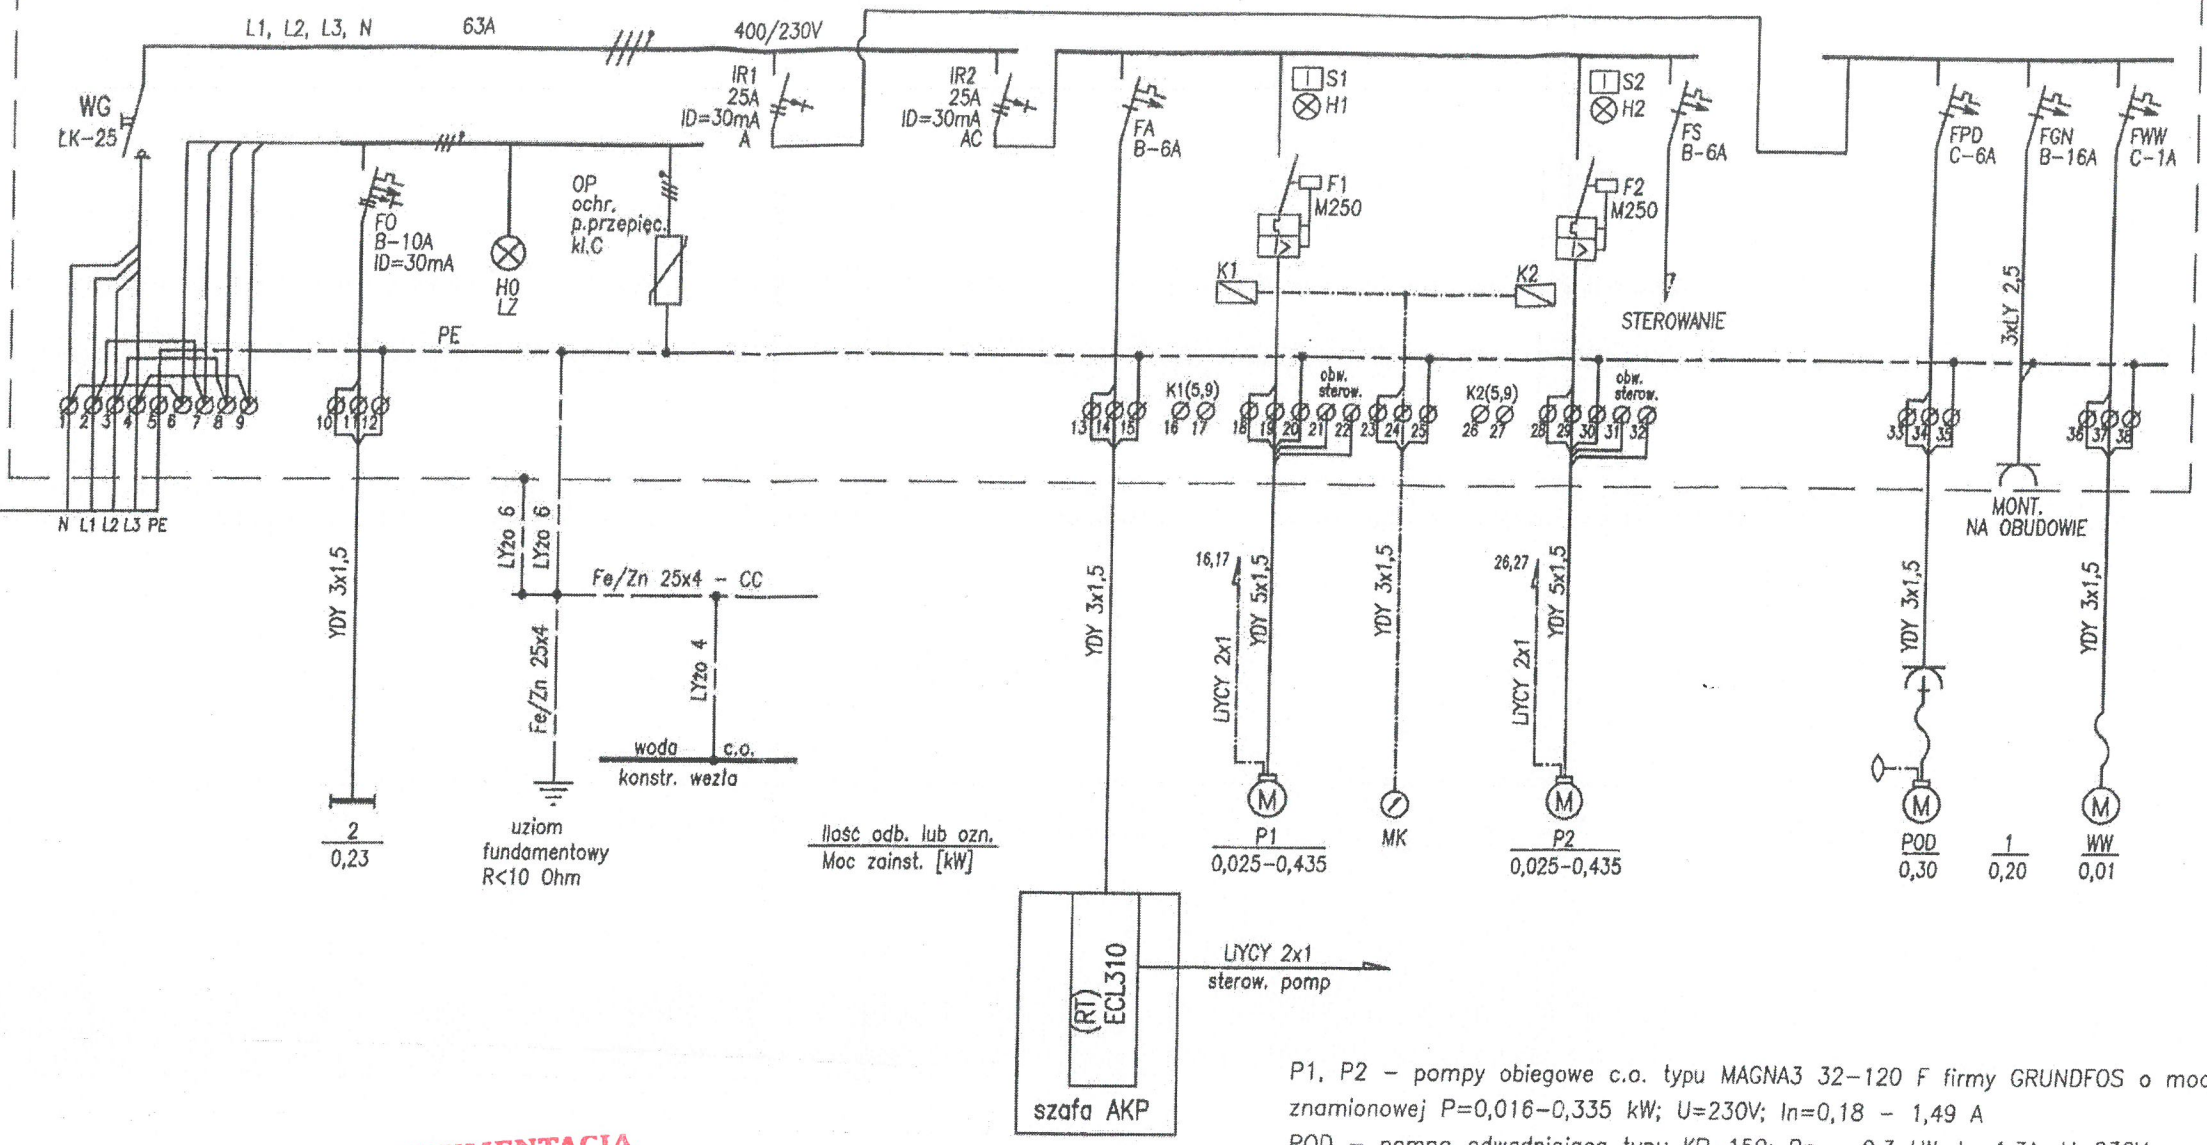 L1, L2, L3, N 63A 400/230V
WG
ŁK-25
IR1
25A
ID=30mA
A
IR2
25A
ID=30mA
AC
FA
B-6A
S1
H1
S2
H2
FS
B-6A
FPD
C-6A
FGN
B-16A
FWW
C-1A
FO
B-10A
ID=30mA
HO
LZ
OP
ochr.
p.przepięc.
kl.C
F1
M250
F2
M250
K1
K2
STEROWANIE
3xLY 2,5
PE
K1(5,9)
obw.
sterow.
K2(5,9)
obw.
sterow.
1 2 3 4 5 6 7 8 9
10 11 12
13 14 15
16 17
18 19 20 21 22
23 24 25
26 27
28 29 30 31 32
33 34 35
36 37 38
N L1 L2 L3 PE
MONT.
NA OBUDOWIE
YDY 3x1,5
LYżo 6
LYżo 6
Fe/Zn 25x4 - CC
Fe/Zn 25x4
LYżo 4
woda c.o.
konstr. węzła
YDY 3x1,5
16,17
LIYCY 2x1
YDY 5x1,5
YDY 3x1,5
26,27
LIYCY 2x1
YDY 5x1,5
YDY 3x1,5
YDY 3x1,5
M
M
M
M
2
0,23
uziom
fundamentowy
R<10 Ohm
Ilość odb. lub ozn.
Moc zainst. [kW]
P1
0,025-0,435
MK
P2
0,025-0,435
POD
0,30
1
0,20
WW
0,01
(RT)
ECL310
LIYCY 2x1
sterow. pomp
szafa AKP
P1, P2 - pompy obiegowe c.o. typu MAGNA3 32-120 F firmy GRUNDFOS o moc
znamionowej P=0,016-0,335 kW; U=230V; In=0,18 - 1,49 A